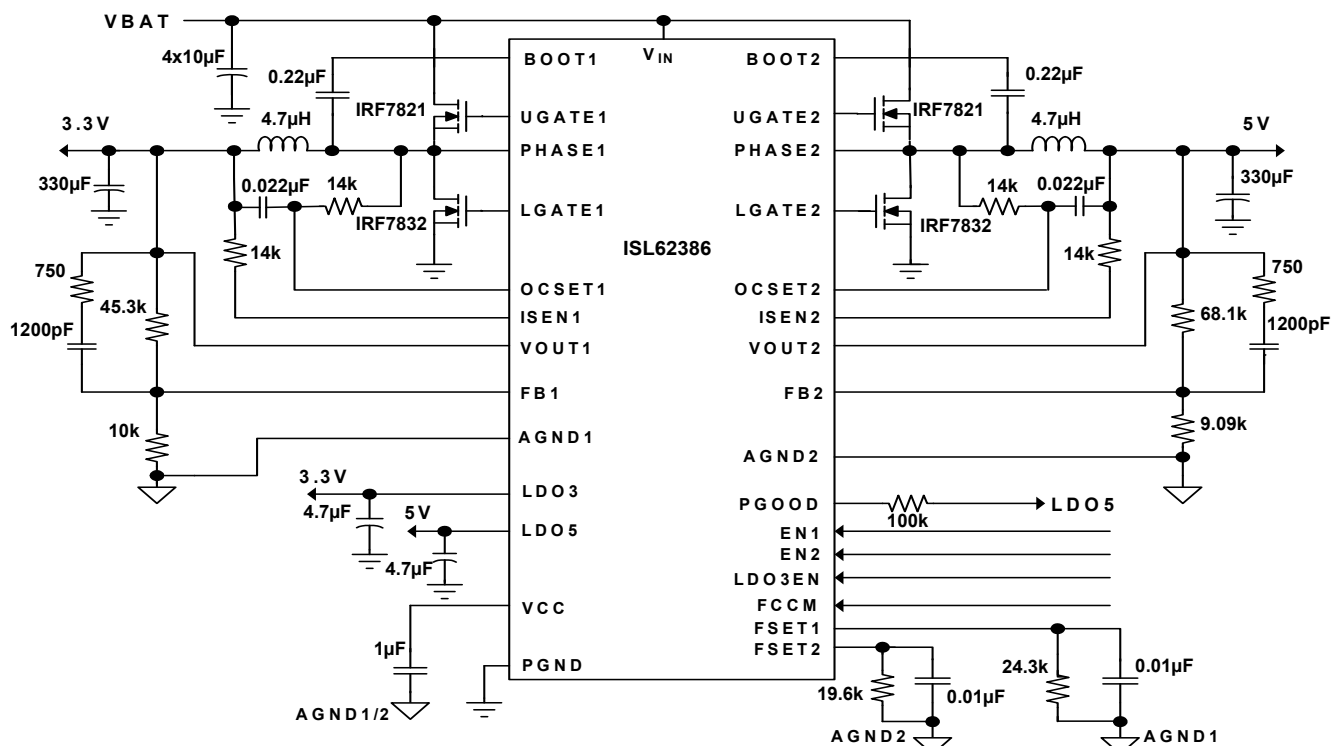 VBAT
4x10µF
0.22µF
BOOT1
VIN
BOOT2
0.22µF
IRF7821
UGATE1
UGATE2
IRF7821
3.3V
4.7µH
PHASE1
PHASE2
4.7µH
5V
330µF
0.022µF
14k
IRF7832
LGATE1
LGATE2
14k
0.022µF
IRF7832
330µF
14k
ISL62386
14k
750
45.3k
1200pF
OCSET1
ISEN1
VOUT1
OCSET2
ISEN2
VOUT2
68.1k
750
1200pF
FB1
FB2
10k
AGND1
9.09k
AGND2
3.3V
LDO3
4.7µF
PGOOD
100k
LDO5
5V
LDO5
4.7µF
EN1
EN2
LDO3EN
VCC
FCCM
FSET1
FSET2
1µF
PGND
19.6k
0.01µF
24.3k
0.01µF
AGND1/2
AGND2
AGND1